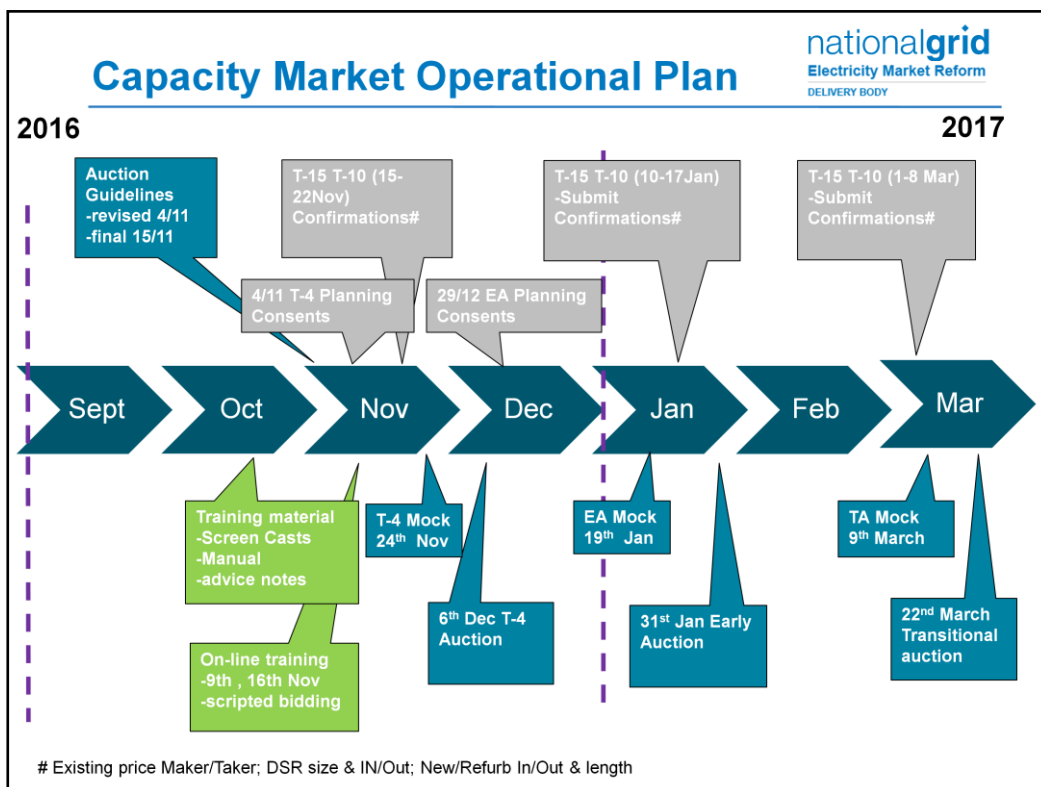 nationalgrid
Electricity Market Reform
DELIVERY BODY
Capacity Market Operational Plan
2016
2017
Auction
Guidelines
-revised 4/11
-final 15/11
T-15 T-10 (15-
22Nov)
Confirmations#
T-15 T-10 (10-17Jan)
-Submit
Confirmations#
T-15 T-10 (1-8 Mar)
-Submit
Confirmations#
4/11 T-4 Planning
Consents
29/12 EA Planning
Consents
Sept
Oct
Nov
Dec
Jan
Feb
Mar
Training material
-Screen Casts
-Manual
-advice notes
T-4 Mock
24th Nov
EA Mock
19th Jan
TA Mock
9th March
6th Dec T-4
Auction
31st Jan Early
Auction
22nd March
Transitional
auction
On-line training
-9th , 16th Nov
-scripted bidding
# Existing price Maker/Taker; DSR size & IN/Out; New/Refurb In/Out & length